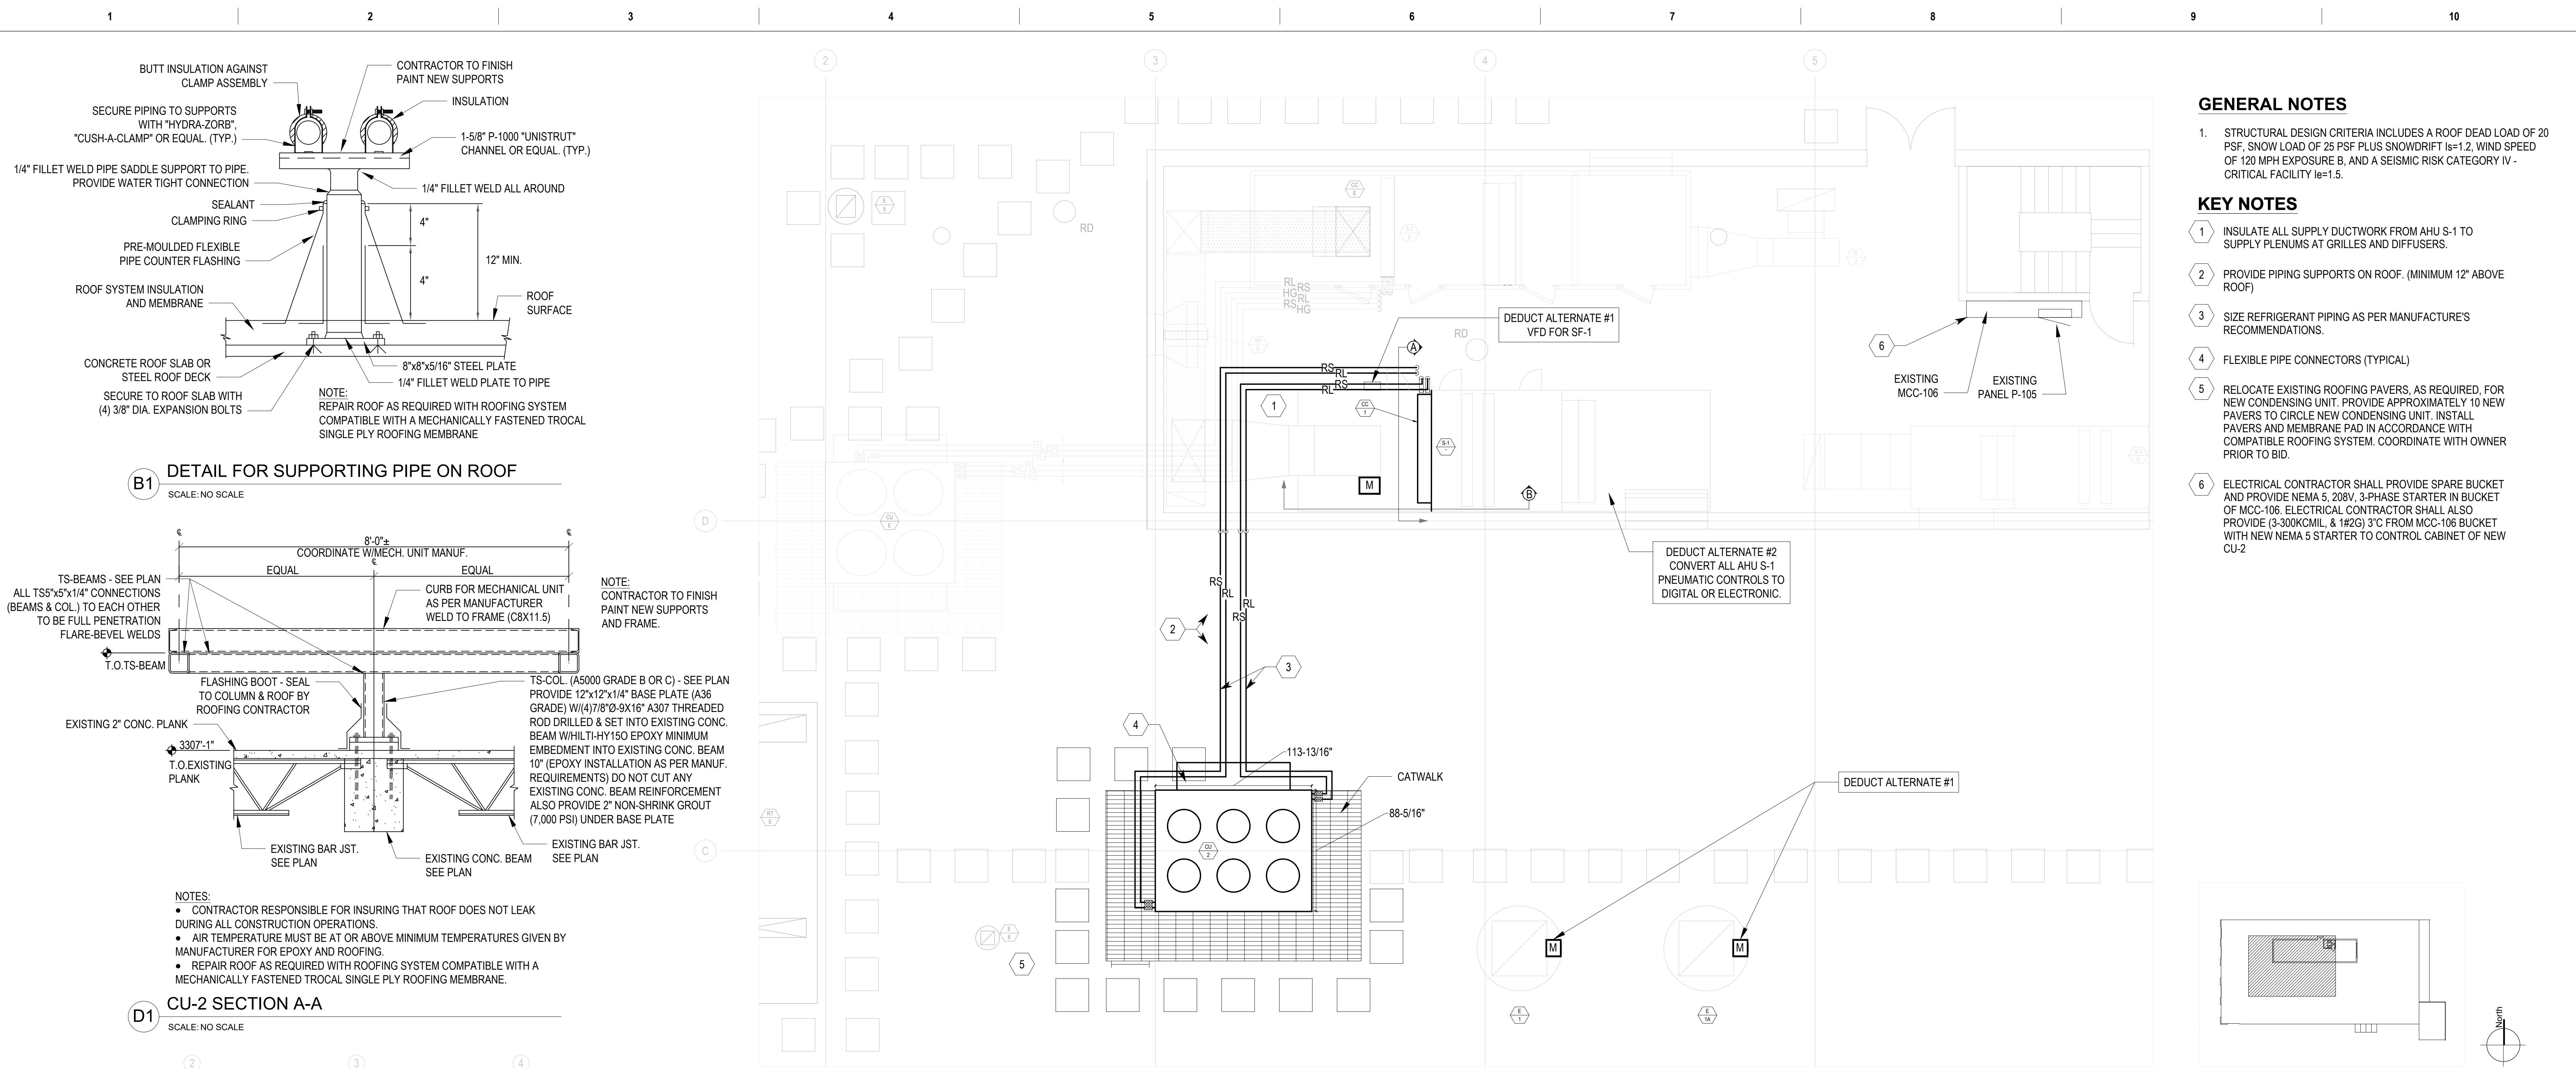 1
2
3
4
5
6
7
8
9
10
BUTT INSULATION AGAINST
CLAMP ASSEMBLY
CONTRACTOR TO FINISH
PAINT NEW SUPPORTS
SECURE PIPING TO SUPPORTS
WITH "HYDRA-ZORB",
"CUSH-A-CLAMP" OR EQUAL. (TYP.)
INSULATION
1-5/8" P-1000 "UNISTRUT"
CHANNEL OR EQUAL. (TYP.)
1/4" FILLET WELD PIPE SADDLE SUPPORT TO PIPE.
PROVIDE WATER TIGHT CONNECTION
1/4" FILLET WELD ALL AROUND
SEALANT
CLAMPING RING
4"
PRE-MOULDED FLEXIBLE
PIPE COUNTER FLASHING
12" MIN.
4"
ROOF SYSTEM INSULATION
AND MEMBRANE
ROOF
SURFACE
CONCRETE ROOF SLAB OR
STEEL ROOF DECK
8"x8"x5/16" STEEL PLATE
1/4" FILLET WELD PLATE TO PIPE
SECURE TO ROOF SLAB WITH
(4) 3/8" DIA. EXPANSION BOLTS
NOTE:
REPAIR ROOF AS REQUIRED WITH ROOFING SYSTEM
COMPATIBLE WITH A MECHANICALLY FASTENED TROCAL
SINGLE PLY ROOFING MEMBRANE
B1
DETAIL FOR SUPPORTING PIPE ON ROOF
SCALE: NO SCALE
8'-0"±
COORDINATE W/MECH. UNIT MANUF.
EQUAL
EQUAL
TS-BEAMS - SEE PLAN
ALL TS5"x5"x1/4" CONNECTIONS
(BEAMS & COL.) TO EACH OTHER
TO BE FULL PENETRATION
FLARE-BEVEL WELDS
CURB FOR MECHANICAL UNIT
AS PER MANUFACTURER
WELD TO FRAME (C8X11.5)
NOTE:
CONTRACTOR TO FINISH
PAINT NEW SUPPORTS
AND FRAME.
T.O.TS-BEAM
FLASHING BOOT - SEAL
TO COLUMN & ROOF BY
ROOFING CONTRACTOR
TS-COL. (A5000 GRADE B OR C) - SEE PLAN
PROVIDE 12"x12"x1/4" BASE PLATE (A36
GRADE) W/(4)7/8"Ø-9X16" A307 THREADED
ROD DRILLED & SET INTO EXISTING CONC.
BEAM W/HILTI-HY15O EPOXY MINIMUM
EMBEDMENT INTO EXISTING CONC. BEAM
10" (EPOXY INSTALLATION AS PER MANUF.
REQUIREMENTS) DO NOT CUT ANY
EXISTING CONC. BEAM REINFORCEMENT
ALSO PROVIDE 2" NON-SHRINK GROUT
(7,000 PSI) UNDER BASE PLATE
EXISTING 2" CONC. PLANK
3307'-1"
T.O.EXISTING
PLANK
EXISTING BAR JST.
SEE PLAN
EXISTING CONC. BEAM
SEE PLAN
EXISTING BAR JST.
SEE PLAN
NOTES:
● CONTRACTOR RESPONSIBLE FOR INSURING THAT ROOF DOES NOT LEAK
DURING ALL CONSTRUCTION OPERATIONS.
● AIR TEMPERATURE MUST BE AT OR ABOVE MINIMUM TEMPERATURES GIVEN BY
MANUFACTURER FOR EPOXY AND ROOFING.
● REPAIR ROOF AS REQUIRED WITH ROOFING SYSTEM COMPATIBLE WITH A
MECHANICALLY FASTENED TROCAL SINGLE PLY ROOFING MEMBRANE.
D1
CU-2 SECTION A-A
SCALE: NO SCALE
2
3
4
2
3
4
5
D
C
RD
RD
CC
E
RL
RS
HG
RL
RS
HG
DEDUCT ALTERNATE #1
VFD FOR SF-1
A
RS
RL
RS
RL
1
CC
1
S-1
M
B
RL
RS
RL
HG
CU
E
DEDUCT ALTERNATE #2
CONVERT ALL AHU S-1
PNEUMATIC CONTROLS TO
DIGITAL OR ELECTRONIC.
6
EXISTING
MCC-106
EXISTING
PANEL P-105
RS
RL
RL
RS
2
3
4
113-13/16"
CATWALK
88-5/16"
CU
2
5
DEDUCT ALTERNATE #1
M
M
E
1
E
1A
RT
E
E
E
GENERAL NOTES
1. STRUCTURAL DESIGN CRITERIA INCLUDES A ROOF DEAD LOAD OF 20
PSF, SNOW LOAD OF 25 PSF PLUS SNOWDRIFT Is=1.2, WIND SPEED
OF 120 MPH EXPOSURE B, AND A SEISMIC RISK CATEGORY IV -
CRITICAL FACILITY Ie=1.5.
KEY NOTES
1 INSULATE ALL SUPPLY DUCTWORK FROM AHU S-1 TO
SUPPLY PLENUMS AT GRILLES AND DIFFUSERS.
2 PROVIDE PIPING SUPPORTS ON ROOF. (MINIMUM 12" ABOVE
ROOF)
3 SIZE REFRIGERANT PIPING AS PER MANUFACTURE'S
RECOMMENDATIONS.
4 FLEXIBLE PIPE CONNECTORS (TYPICAL)
5 RELOCATE EXISTING ROOFING PAVERS, AS REQUIRED, FOR
NEW CONDENSING UNIT. PROVIDE APPROXIMATELY 10 NEW
PAVERS TO CIRCLE NEW CONDENSING UNIT. INSTALL
PAVERS AND MEMBRANE PAD IN ACCORDANCE WITH
COMPATIBLE ROOFING SYSTEM. COORDINATE WITH OWNER
PRIOR TO BID.
6 ELECTRICAL CONTRACTOR SHALL PROVIDE SPARE BUCKET
AND PROVIDE NEMA 5, 208V, 3-PHASE STARTER IN BUCKET
OF MCC-106. ELECTRICAL CONTRACTOR SHALL ALSO
PROVIDE (3-300KCMIL, & 1#2G) 3"C FROM MCC-106 BUCKET
WITH NEW NEMA 5 STARTER TO CONTROL CABINET OF NEW
CU-2
North